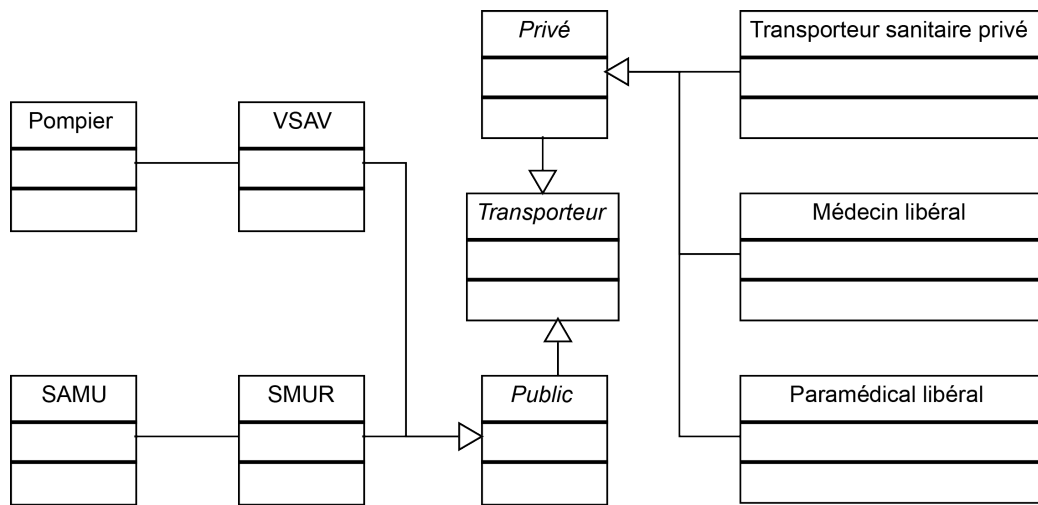 Privé
Transporteur sanitaire privé
Pompier
VSAV
Transporteur
Médecin libéral
SAMU
SMUR
Public
Paramédical libéral